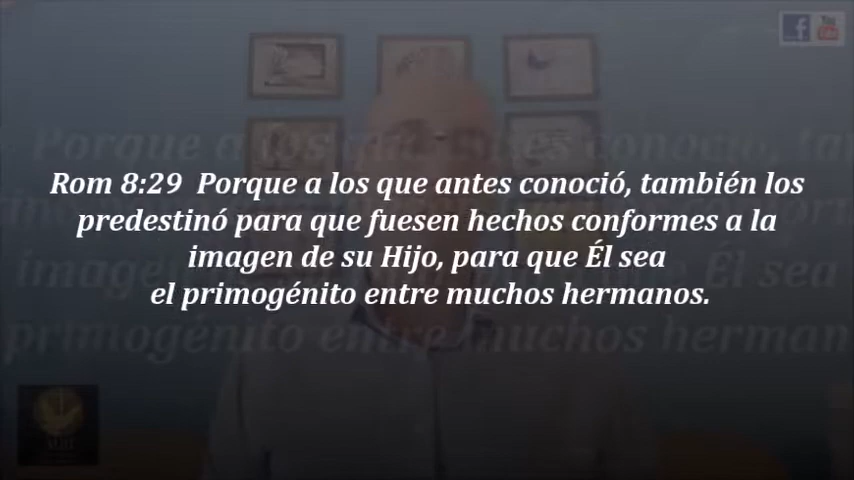 Rom 8:29 Porque a los que antes conoció, también los
predestinó para que fuesen hechos conformes a la
imagen de su Hijo, para que Él sea
el primogénito entre muchos hermanos.